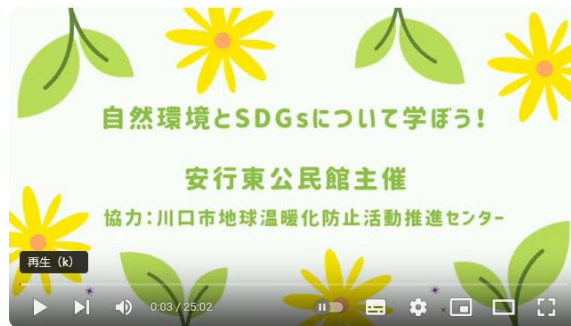 自然環境とSDGsについて学ぼう!
安行東公民館主催
協力:川口市地球温暖化防止活動推進センター
再生（k）
0:03 / 25:02